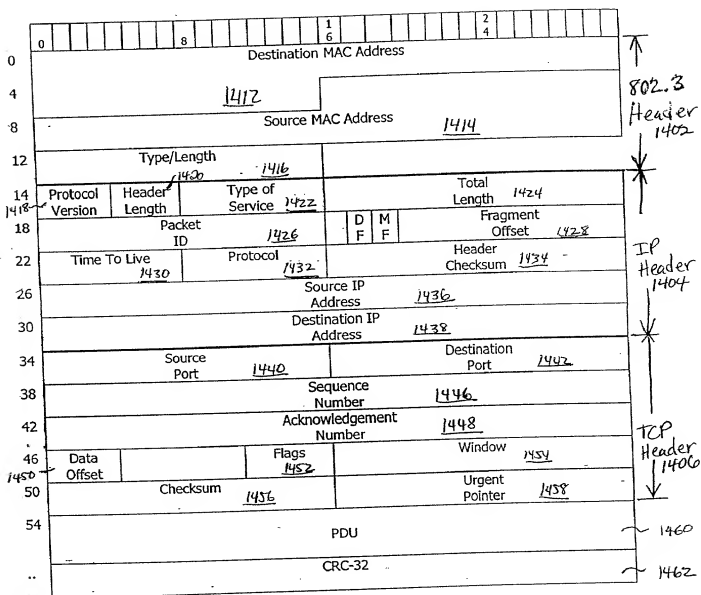 0 8 1 6 2 4
0 Destination MAC Address
4 1412
802.3
Header
1402
8 Source MAC Address 1414
12 Type/Length 1416
1420
14 Protocol Version Header Length Type of Service 1422 Total Length 1424
1418
18 Packet ID 1426 D F M F Fragment Offset 1428
22 Time To Live 1430 Protocol 1432 Header Checksum 1434
IP
Header
1404
26 Source IP Address 1436
30 Destination IP Address 1438
34 Source Port 1440 Destination Port 1442
38 Sequence Number 1446
42 Acknowledgement Number 1448
46 Data Offset Flags 1452 Window 1454
1450
TCP
Header
1406
50 Checksum 1456 Urgent Pointer 1458
54 PDU 1460
.. CRC-32 1462